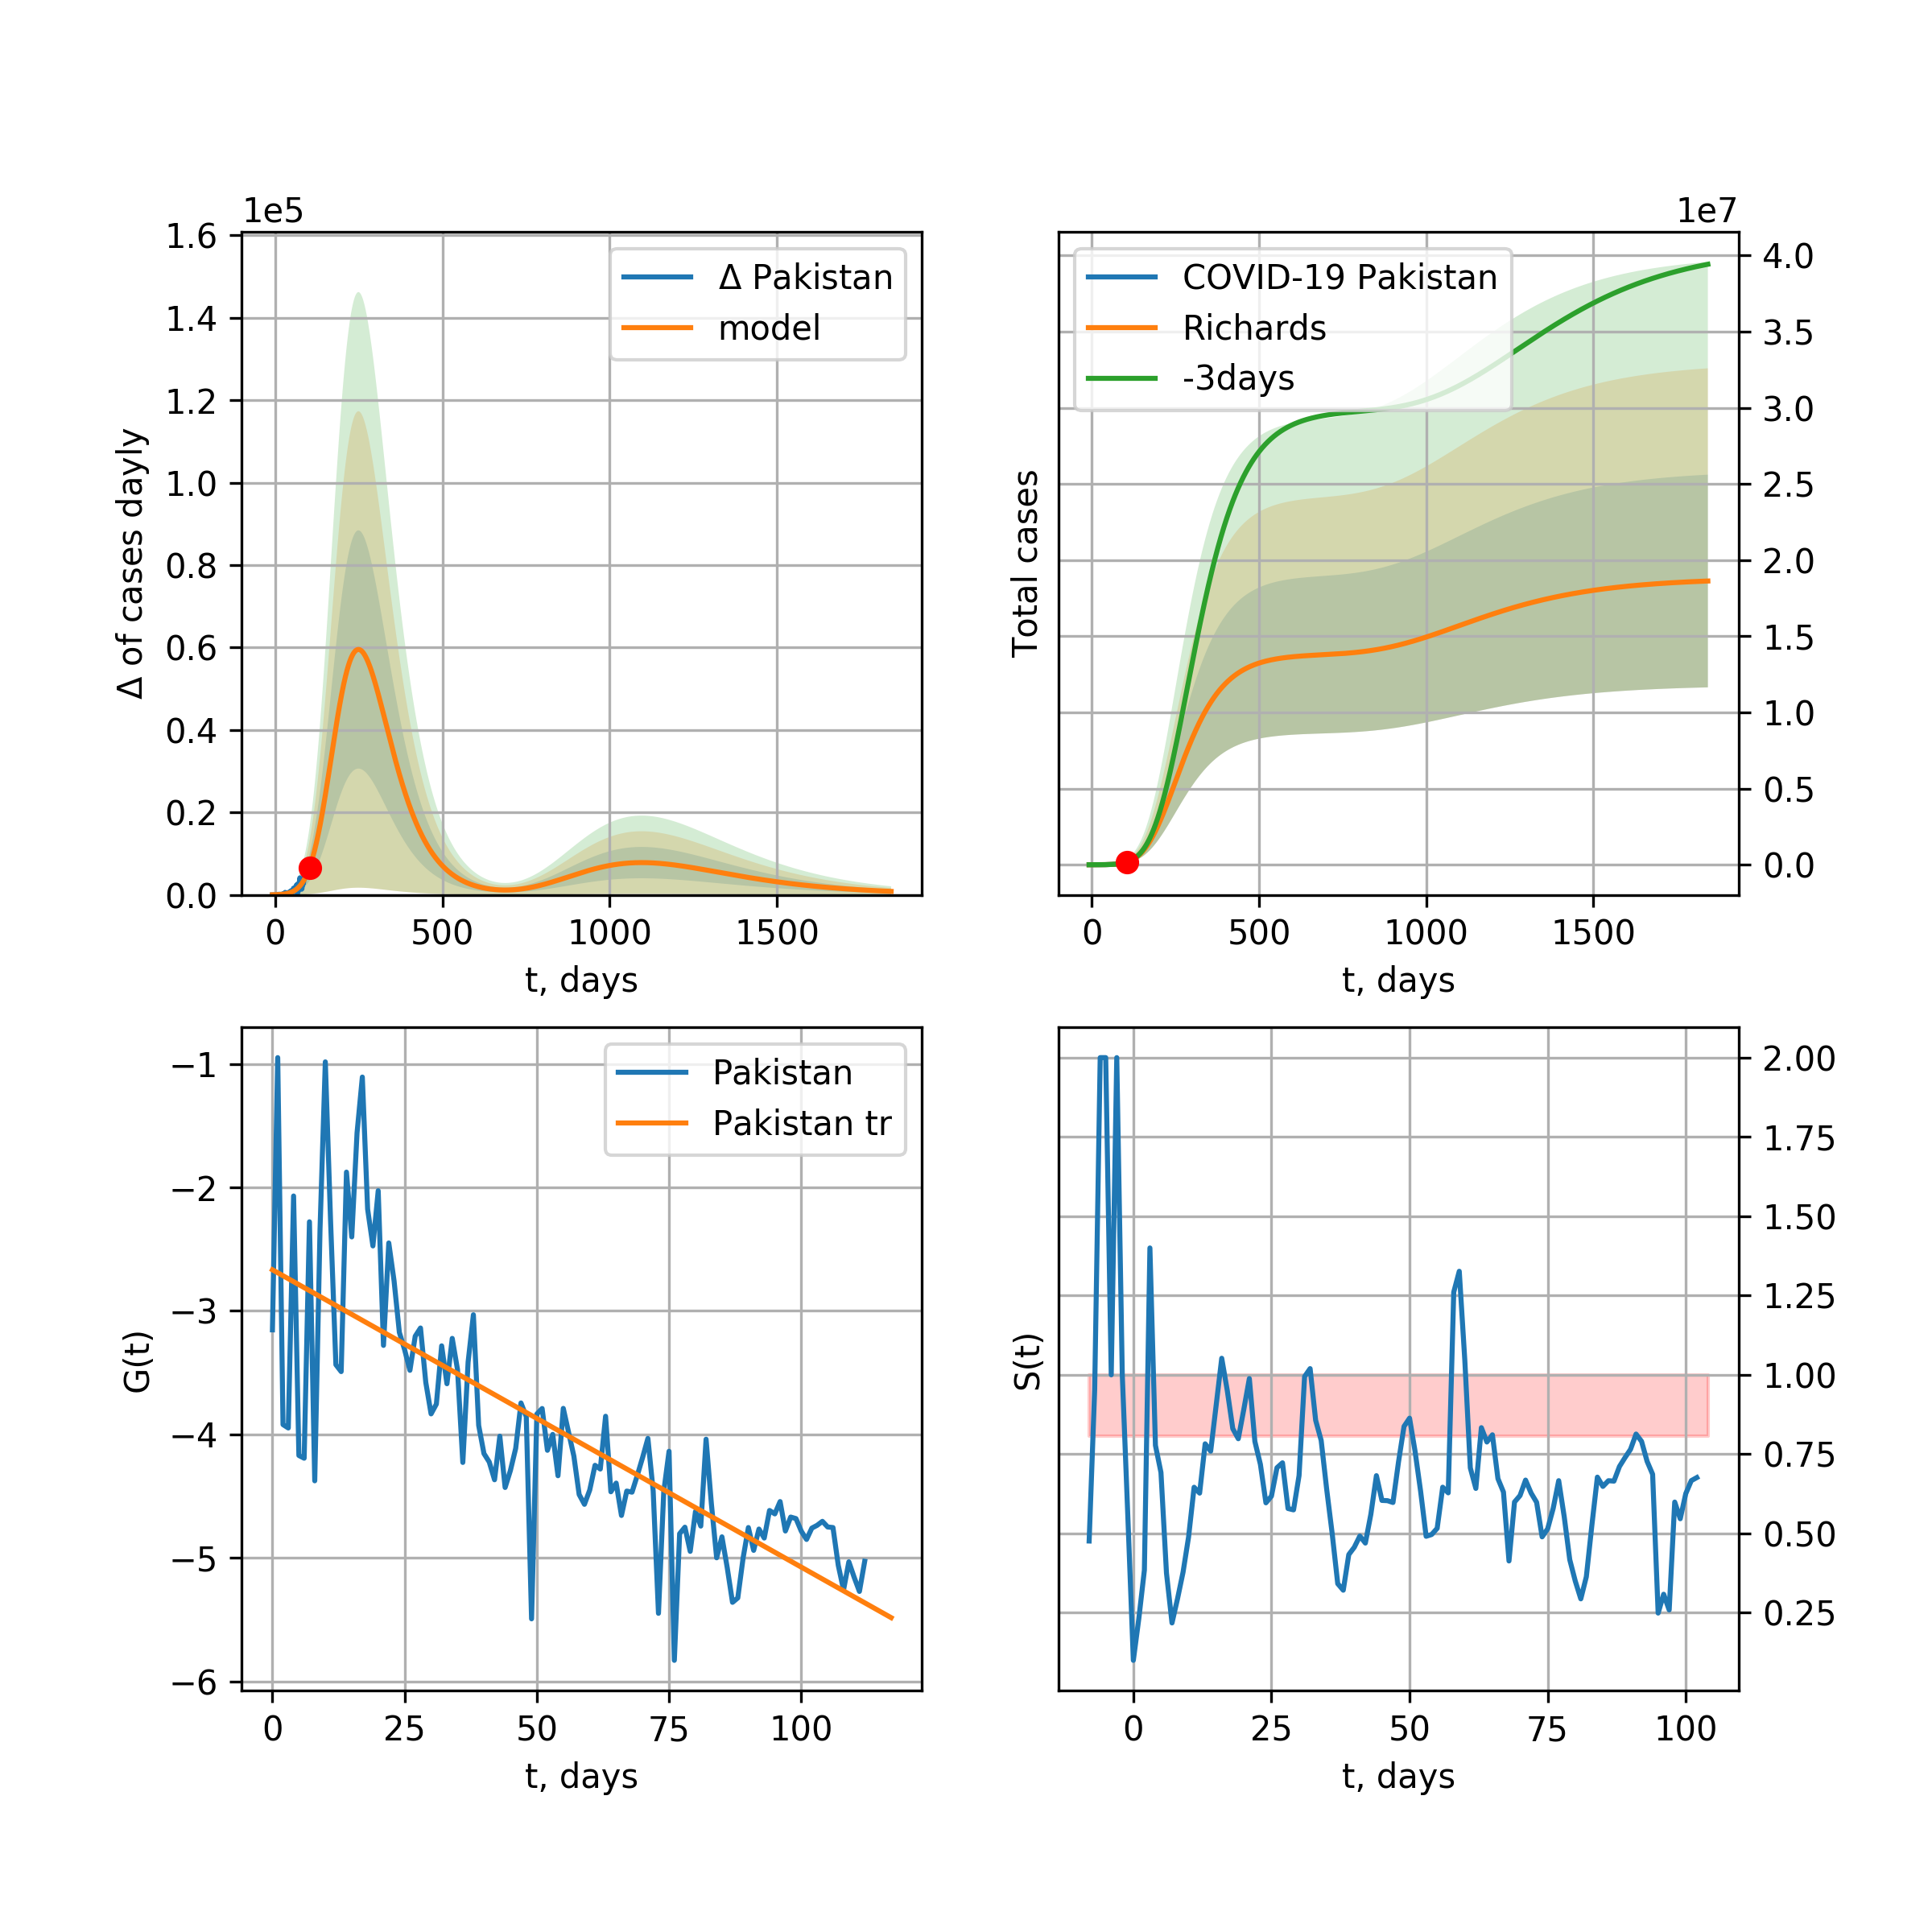 1e5
1.6
1.4
1.2
1.0
0.8
0.6
0.4
0.2
0.0
Δ of cases dayly
0 500 1000 1500
t, days
Δ Pakistan
model
1e7
COVID-19 Pakistan
Richards
-3days
Total cases
4.0
3.5
3.0
2.5
2.0
1.5
1.0
0.5
0.0
0 500 1000 1500
t, days
−1
−2
−3
−4
−5
−6
G(t)
Pakistan
Pakistan tr
0 25 50 75 100
t, days
S(t)
2.00
1.75
1.50
1.25
1.00
0.75
0.50
0.25
0 25 50 75 100
t, days